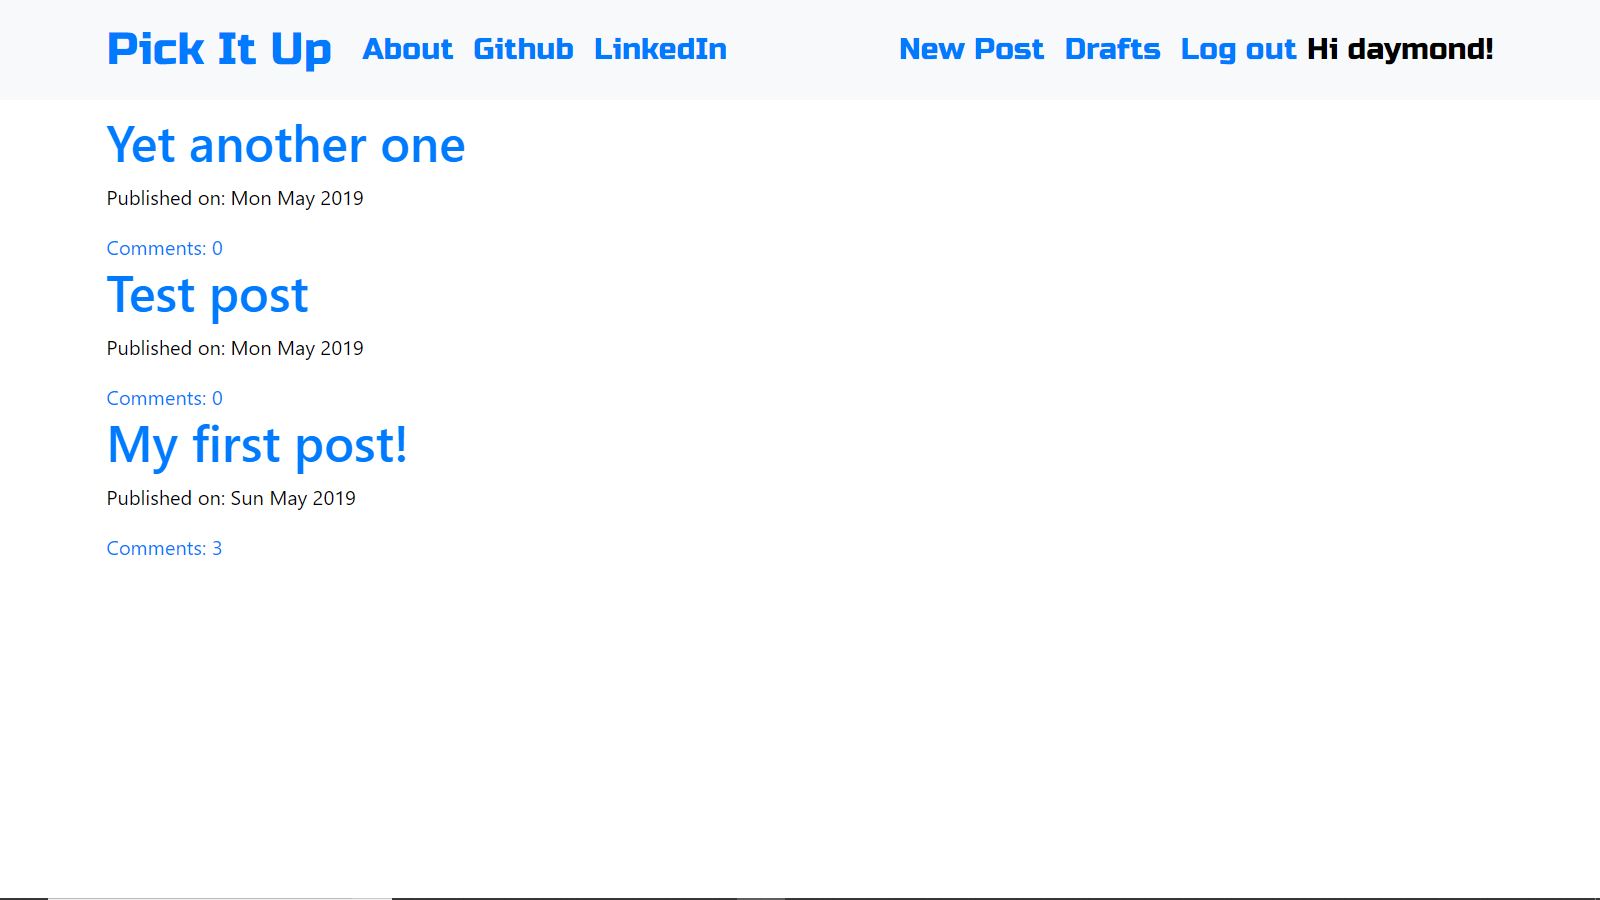 Pick It Up About Github LinkedIn New Post Drafts Log out Hi daymond!
Yet another one
Published on: Mon May 2019
Comments: 0
Test post
Published on: Mon May 2019
Comments: 0
My first post!
Published on: Sun May 2019
Comments: 3